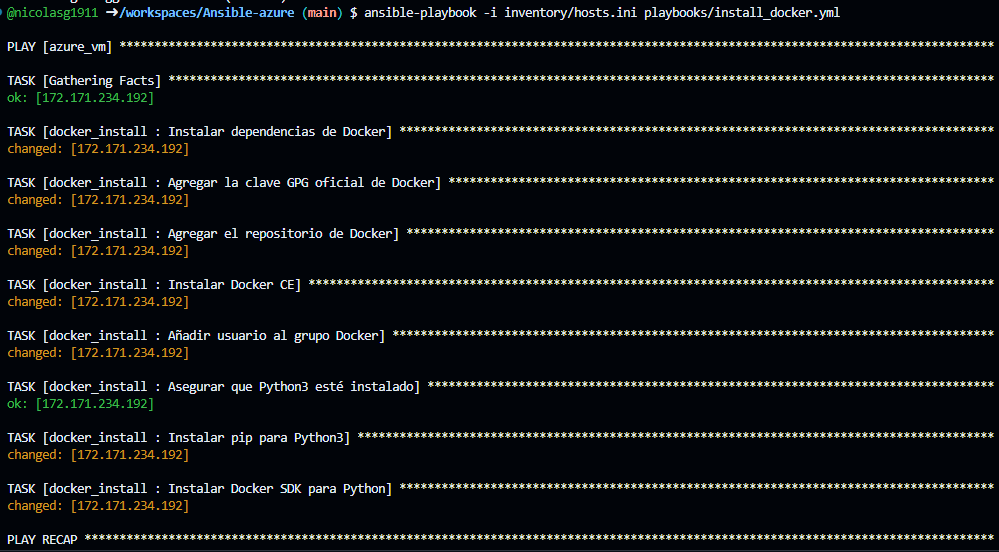 @nicolasg1911 ➜/workspaces/Ansible-azure (main) $ ansible-playbook -i inventory/hosts.ini playbooks/install_docker.yml
PLAY [azure_vm] *****************************************************************************************************************************
TASK [Gathering Facts] **********************************************************************************************************************
ok: [172.171.234.192]
TASK [docker_install : Instalar dependencias de Docker] *************************************************************************************
changed: [172.171.234.192]
TASK [docker_install : Agregar la clave GPG oficial de Docker] ******************************************************************************
changed: [172.171.234.192]
TASK [docker_install : Agregar el repositorio de Docker] ************************************************************************************
changed: [172.171.234.192]
TASK [docker_install : Instalar Docker CE] **************************************************************************************************
changed: [172.171.234.192]
TASK [docker_install : Añadir usuario al grupo Docker] **************************************************************************************
changed: [172.171.234.192]
TASK [docker_install : Asegurar que Python3 esté instalado] *********************************************************************************
ok: [172.171.234.192]
TASK [docker_install : Instalar pip para Python3] *******************************************************************************************
changed: [172.171.234.192]
TASK [docker_install : Instalar Docker SDK para Python] *************************************************************************************
changed: [172.171.234.192]
PLAY RECAP **********************************************************************************************************************************